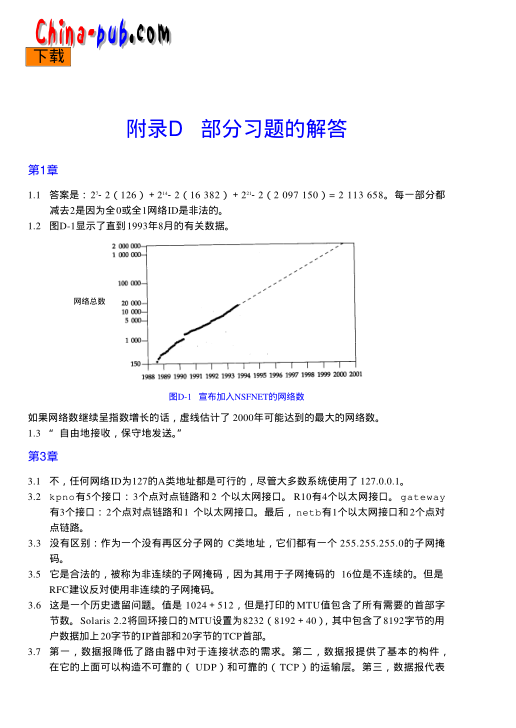 China-pub.com
下载
附录D 部分习题的解答
第1章
1.1 答案是：2⁷- 2（126）+ 2¹⁴- 2（16 382）+ 2²¹- 2（2 097 150）= 2 113 658。每一部分都
减去2是因为全0或全1网络ID是非法的。
1.2 图D-1显示了直到1993年8月的有关数据。
2 000 000
1 000 000
100 000
网络总数
20 000
10 000
5 000
1 000
150
1988 1989 1990 1991 1992 1993 1994 1995 1996 1997 1998 1999 2000 2001
图D-1 宣布加入NSFNET的网络数
如果网络数继续呈指数增长的话，虚线估计了 2000年可能达到的最大的网络数。
1.3 “ 自由地接收，保守地发送。”
第3章
3.1 不，任何网络ID为127的A类地址都是可行的，尽管大多数系统使用了 127.0.0.1。
3.2 kpno有5个接口：3个点对点链路和 2 个以太网接口。R10有4个以太网接口。gateway
有3个接口：2个点对点链路和1 个以太网接口。最后，netb有1个以太网接口和2个点对
点链路。
3.3 没有区别：作为一个没有再区分子网的 C类地址，它们都有一个 255.255.255.0的子网掩
码。
3.5 它是合法的，被称为非连续的子网掩码，因为其用于子网掩码的 16位是不连续的。但是
RFC建议反对使用非连续的子网掩码。
3.6 这是一个历史遗留问题。值是 1024 + 512，但是打印的MTU值包含了所有需要的首部字
节数。Solaris 2.2将回环接口的MTU设置为8232（8192 + 40），其中包含了8192字节的用
户数据加上20字节的IP首部和20字节的TCP首部。
3.7 第一，数据报降低了路由器中对于连接状态的需求。第二，数据报提供了基本的构件，
在它的上面可以构造不可靠的（ UDP）和可靠的（ TCP）的运输层。第三，数据报代表